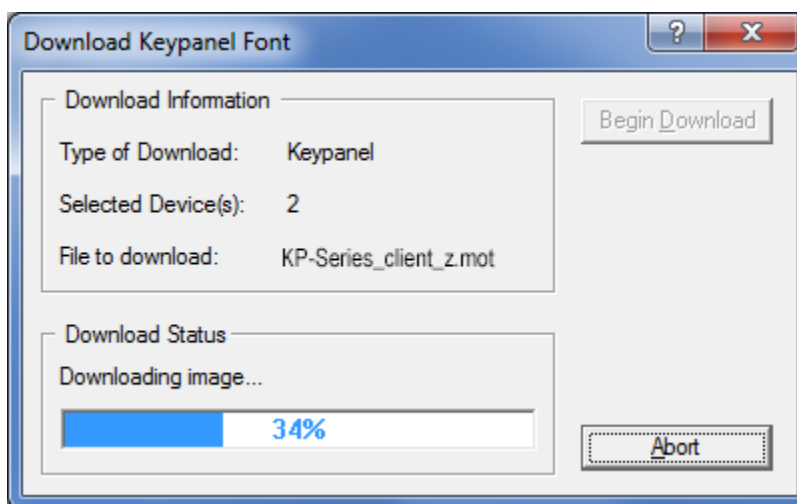 Download Keypanel Font
Download Information
Begin Download
Type of Download: Keypanel
Selected Device(s): 2
File to download: KP-Series_client_z.mot
Download Status
Downloading image...
34%
Abort